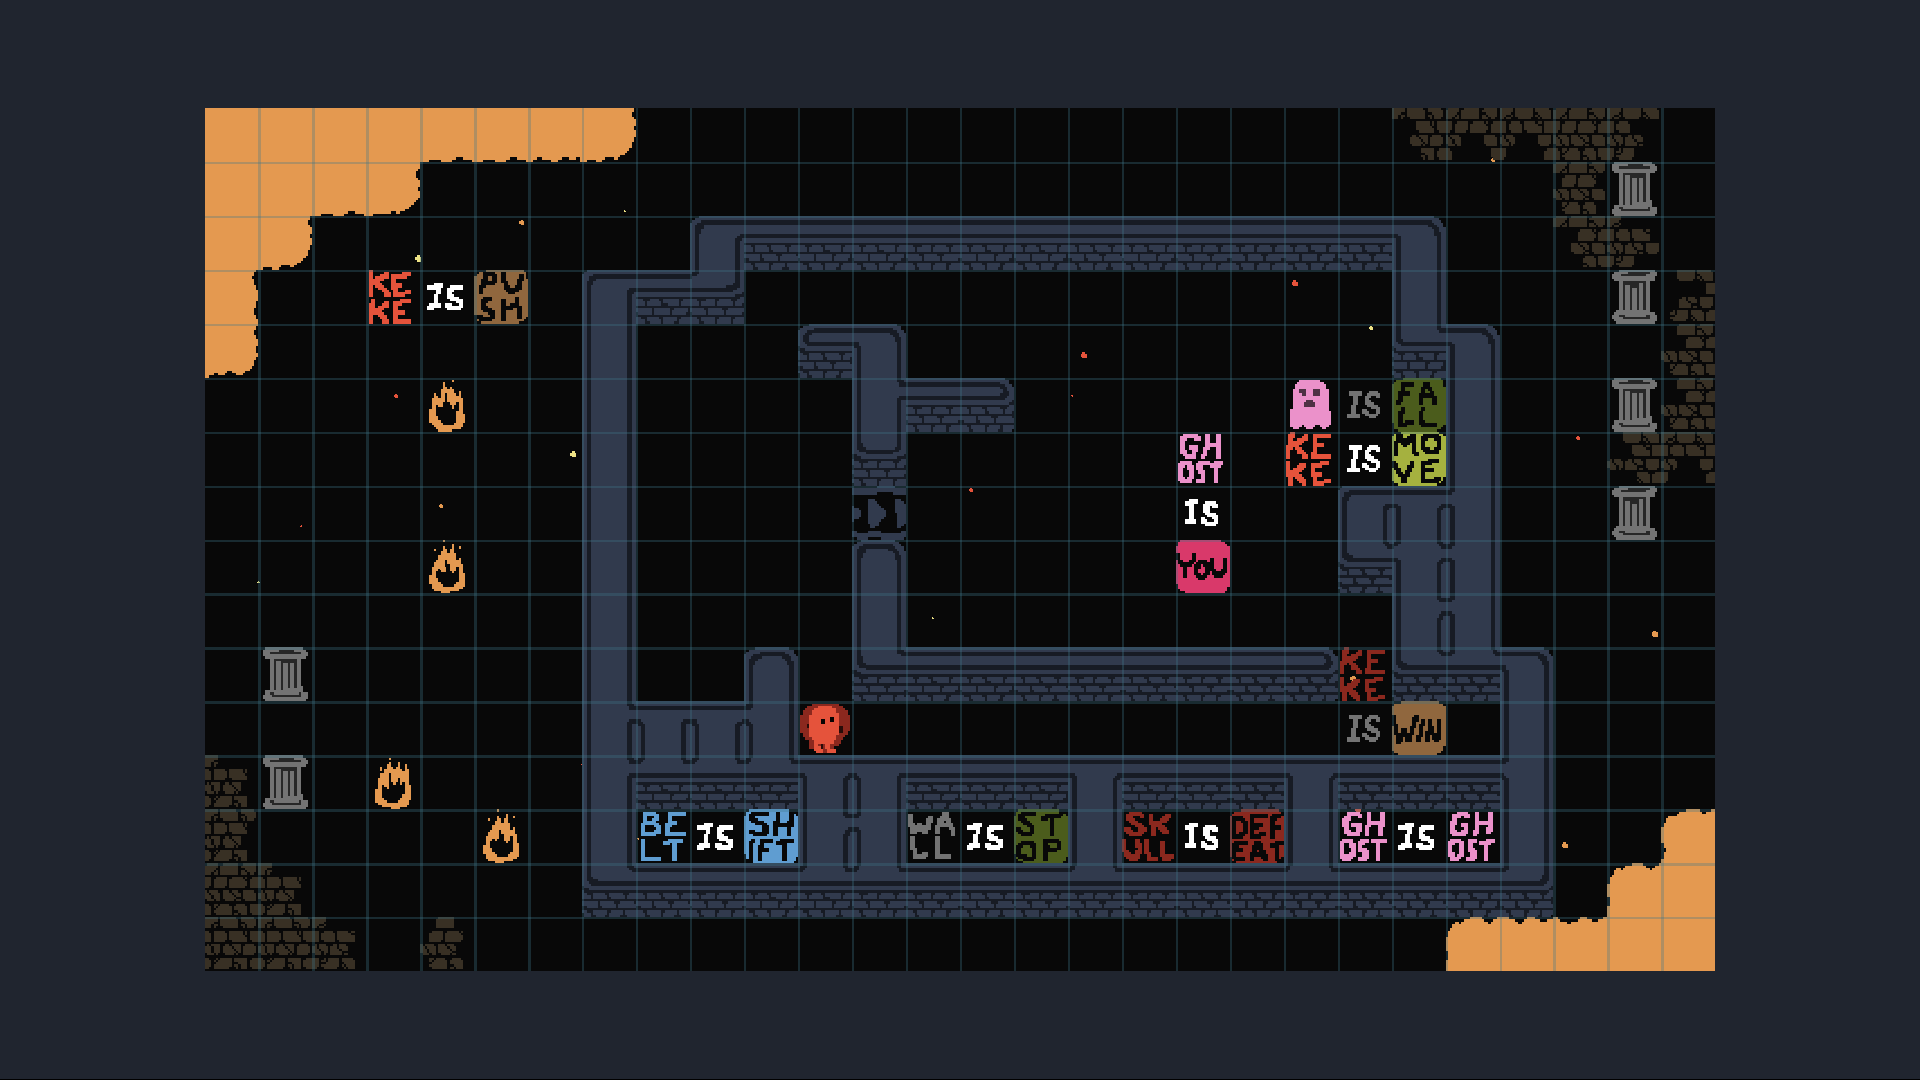 KEKE IS PUSH
IS FALL
GHOST
KEKE IS MOVE
IS
YOU
KEKE
IS WIN
BELT IS SHIFT
WALL IS STOP
SKULL IS DEFEAT
GHOST IS GHOST